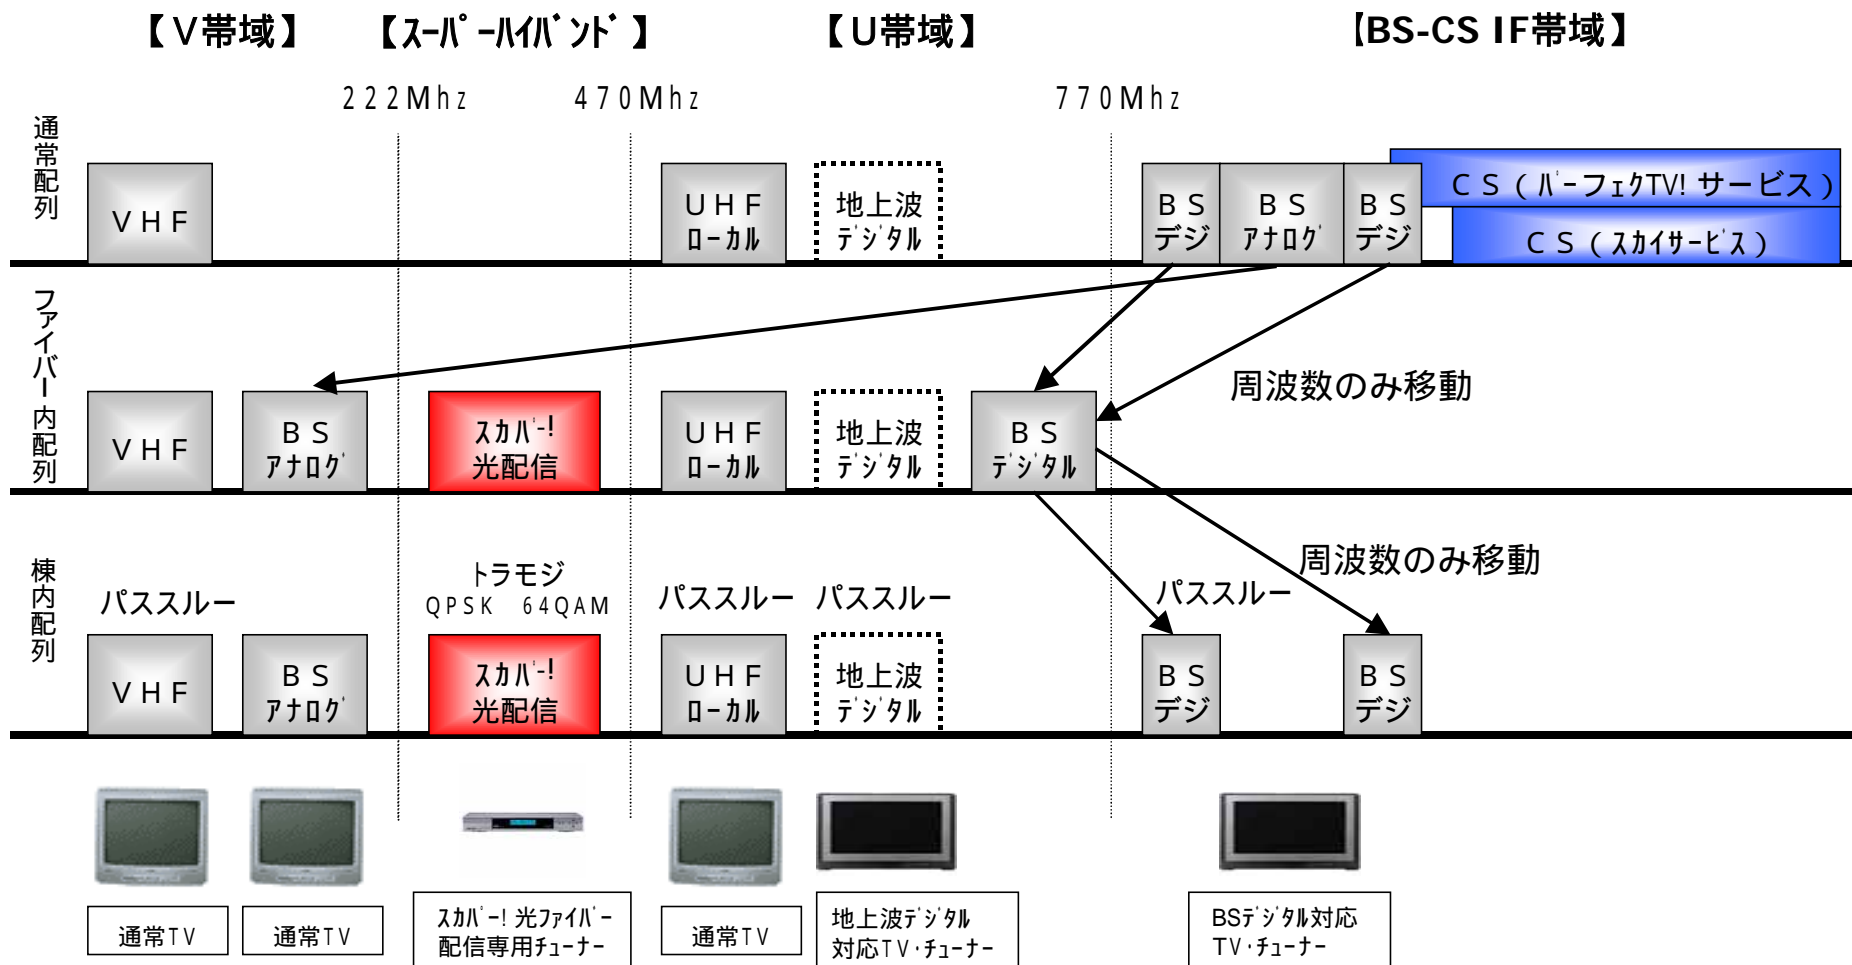 【V帯域】
【ｽｰﾊﾟｰﾊｲﾊﾞﾝﾄﾞ】
【U帯域】
【BS-CS IF帯域】
222Mhz
470Mhz
770Mhz
通常配列
VHF
UHF
ﾛｰｶﾙ
地上波
ﾃﾞｼﾞﾀﾙ
BS
デジ
BS
ｱﾅﾛｸﾞ
BS
デジ
CS(ﾊﾟｰﾌｪｸTV!サービス)
CS(ｽｶｲｻｰﾋﾞｽ)
ファイバー内配列
VHF
BS
ｱﾅﾛｸﾞ
ｽｶﾊﾟｰ!
光配信
UHF
ﾛｰｶﾙ
地上波
ﾃﾞｼﾞﾀﾙ
BS
ﾃﾞｼﾞﾀﾙ
周波数のみ移動
周波数のみ移動
棟内配列
パススルー
トラモジ
QPSK 64QAM
パススルー
パススルー
パススルー
VHF
BS
ｱﾅﾛｸﾞ
ｽｶﾊﾟｰ!
光配信
UHF
ﾛｰｶﾙ
地上波
ﾃﾞｼﾞﾀﾙ
BS
デジ
BS
デジ
通常TV
通常TV
ｽｶﾊﾟｰ!光ﾌｧｲﾊﾞｰ
配信専用ﾁｭｰﾅｰ
通常TV
地上波ﾃﾞｼﾞﾀﾙ
対応TV･ﾁｭｰﾅｰ
BSﾃﾞｼﾞﾀﾙ対応
TV･ﾁｭｰﾅｰ